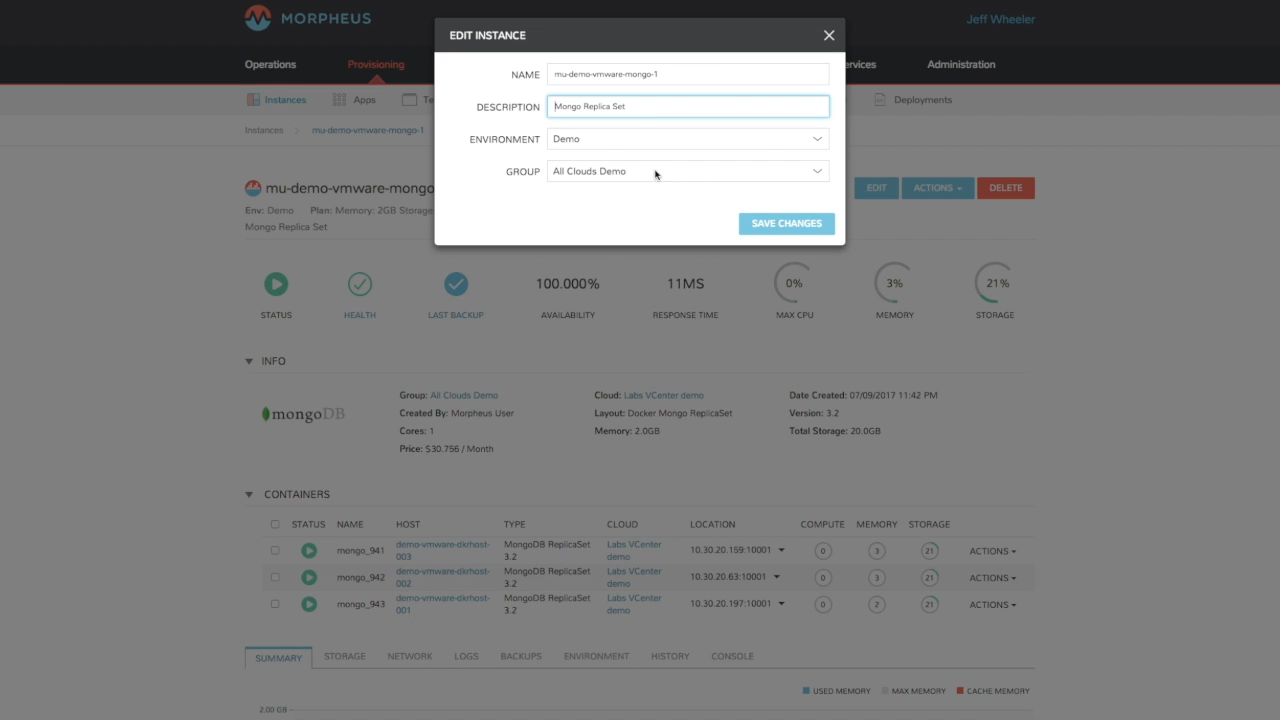 MORPHEUS
Jeff Wheeler
EDIT INSTANCE
NAME mu-demo-vmware-mongo-1
DESCRIPTION Mongo Replica Set
ENVIRONMENT Demo
GROUP All Clouds Demo
SAVE CHANGES
Operations Provisioning Administration
Instances Apps Deployments
Instances > mu-demo-vmware-mongo-1
mu-demo-vmware-mongo
EDIT ACTIONS DELETE
Env: Demo Plan: Memory: 2GB Storage
Mongo Replica Set
100.000% 11MS 0% 3% 21%
STATUS HEALTH LAST BACKUP AVAILABILITY RESPONSE TIME MAX CPU MEMORY STORAGE
INFO
mongoDB
Group: All Clouds Demo Cloud: Labs VCenter demo Date Created: 07/09/2017 11:42 PM
Created By: Morpheus User Layout: Docker Mongo ReplicaSet Version: 3.2
Cores: 1 Memory: 2.0GB Total Storage: 20.0GB
Price: $30.756 / Month
CONTAINERS
STATUS NAME HOST TYPE CLOUD LOCATION COMPUTE MEMORY STORAGE
mongo_941 demo-vmware-dkrhost- MongoDB ReplicaSet Labs VCenter 10.30.20.159:10001 0 3 21 ACTIONS
003 3.2 demo
mongo_942 demo-vmware-dkrhost- MongoDB ReplicaSet Labs VCenter 10.30.20.63:10001 0 3 21 ACTIONS
002 3.2 demo
mongo_943 demo-vmware-dkrhost- MongoDB ReplicaSet Labs VCenter 10.30.20.197:10001 0 2 21 ACTIONS
001 3.2 demo
SUMMARY STORAGE NETWORK LOGS BACKUPS ENVIRONMENT HISTORY CONSOLE
USED MEMORY MAX MEMORY CACHE MEMORY
2.00 GB